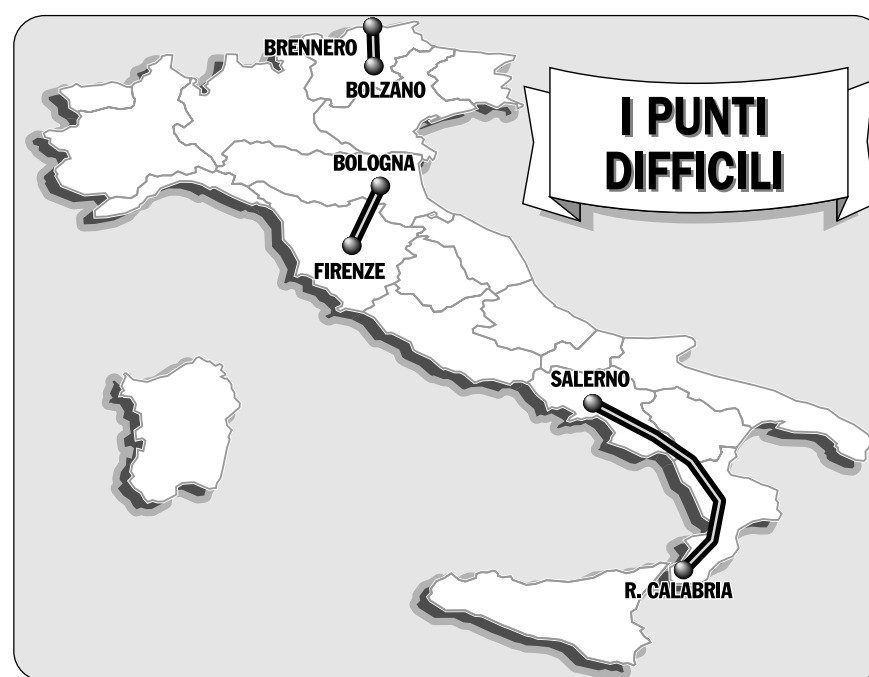 BRENNERO
BOLZANO
I PUNTI
DIFFICILI
BOLOGNA
FIRENZE
SALERNO
R. CALABRIA